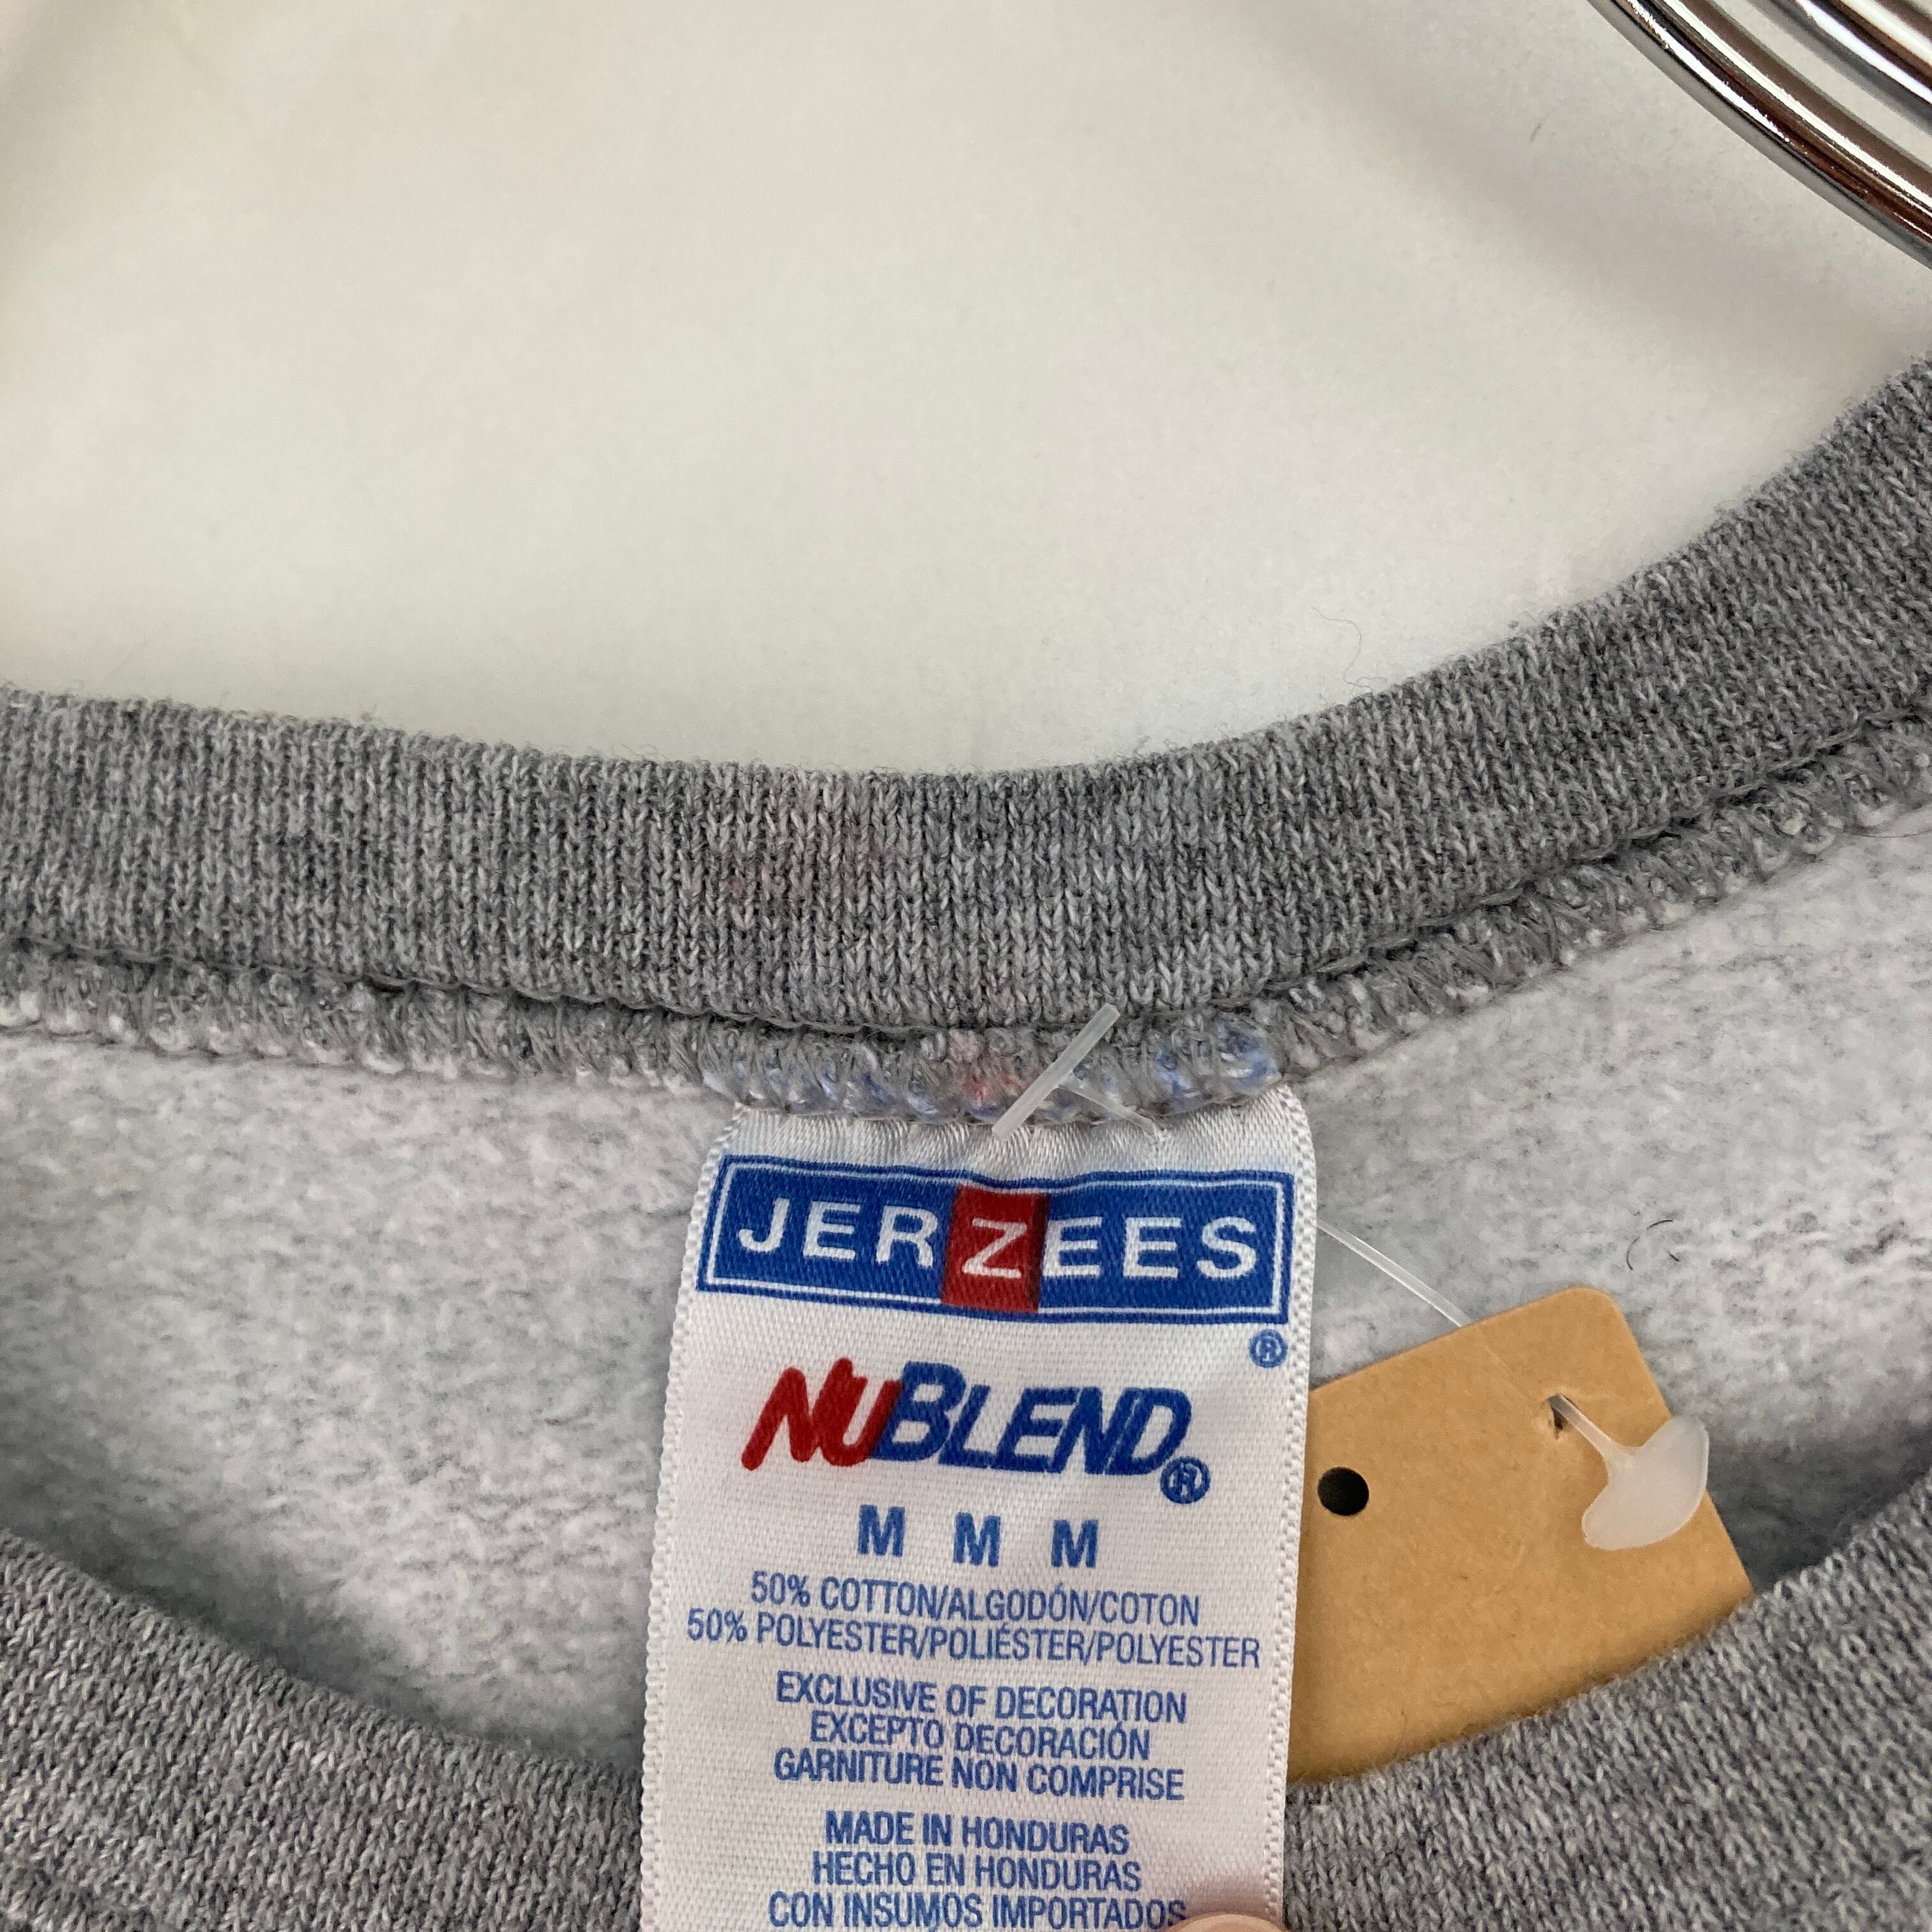 JERZEES
®
NUBLEND®
M M M
50% COTTON/ALGODÓN/COTON
50% POLYESTER/POLIÉSTER/POLYESTER
EXCLUSIVE OF DECORATION
EXCEPTO DECORACIÓN
GARNITURE NON COMPRISE
MADE IN HONDURAS
HECHO EN HONDURAS
CON INSUMOS IMPORTADOS